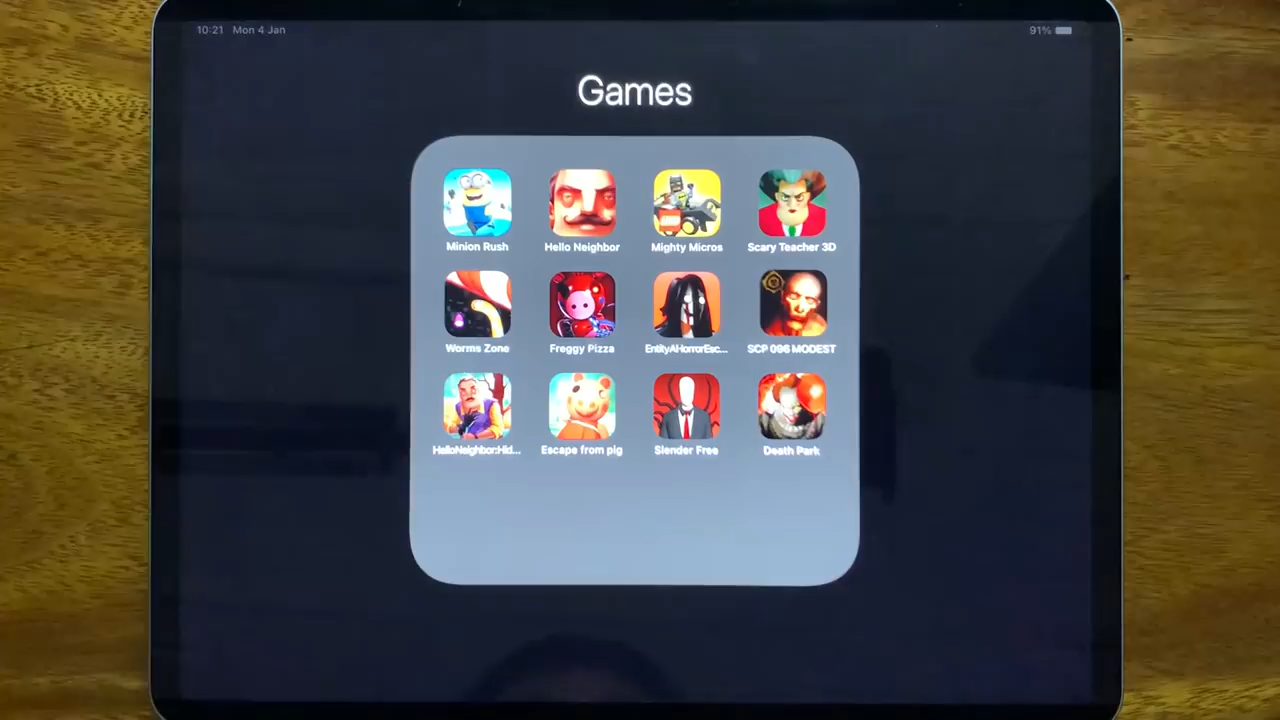 10:21 Mon 4 Jan
91%
Games
Minion Rush
Hello Neighbor
Mighty Micros
Scary Teacher 3D
Worms Zone
Freggy Pizza
EntityAHorrorEsc...
SCP 096 MODEST
HelloNeighbor:Hid...
Escape from pig
Slender Free
Death Park